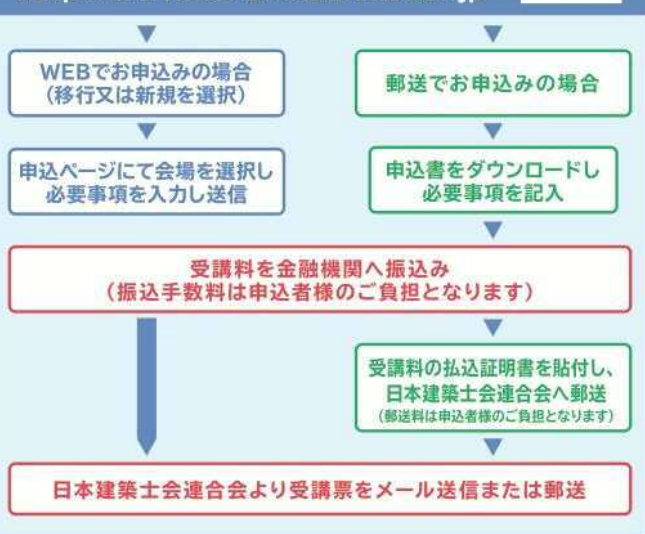 WEBでお申込みの場合
(移行又は新規を選択)
申込ページにて会場を選択し
必要事項を入力し送信
郵送でお申込みの場合
申込書をダウンロードし
必要事項を記入
受講料を金融機関へ振込み
(振込手数料は申込者様のご負担となります)
受講料の払込証明書を貼付し、
日本建築士会連合会へ郵送
(郵送料は申込者様のご負担となります)
日本建築士会連合会より受講票をメール送信または郵送